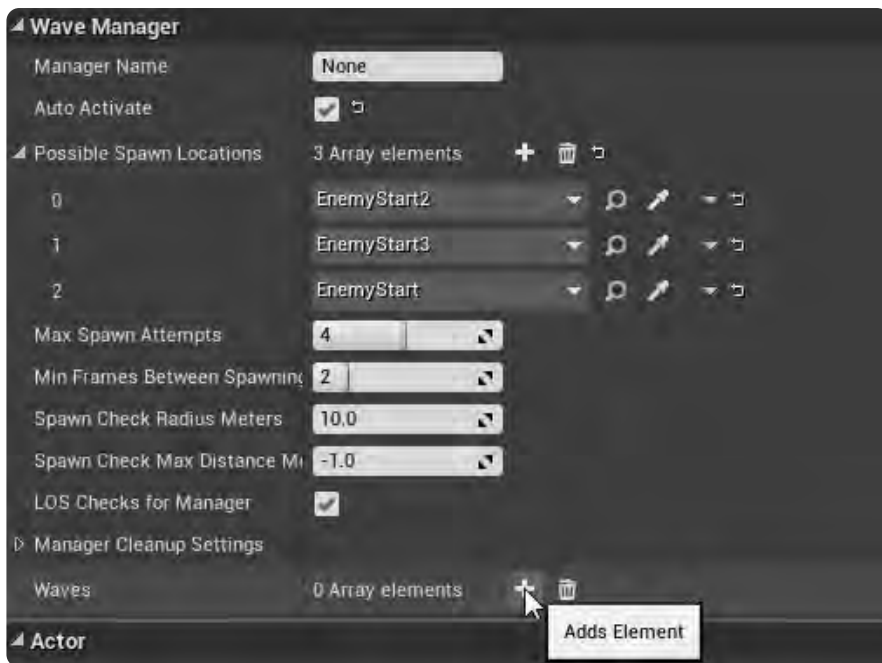 Wave Manager
Manager Name None
Auto Activate
Possible Spawn Locations 3 Array elements
0 EnemyStart2
1 EnemyStart3
2 EnemyStart
Max Spawn Attempts 4
Min Frames Between Spawning 2
Spawn Check Radius Meters 10.0
Spawn Check Max Distance M -1.0
LOS Checks for Manager
Manager Cleanup Settings
Waves 0 Array elements
Adds Element
Actor